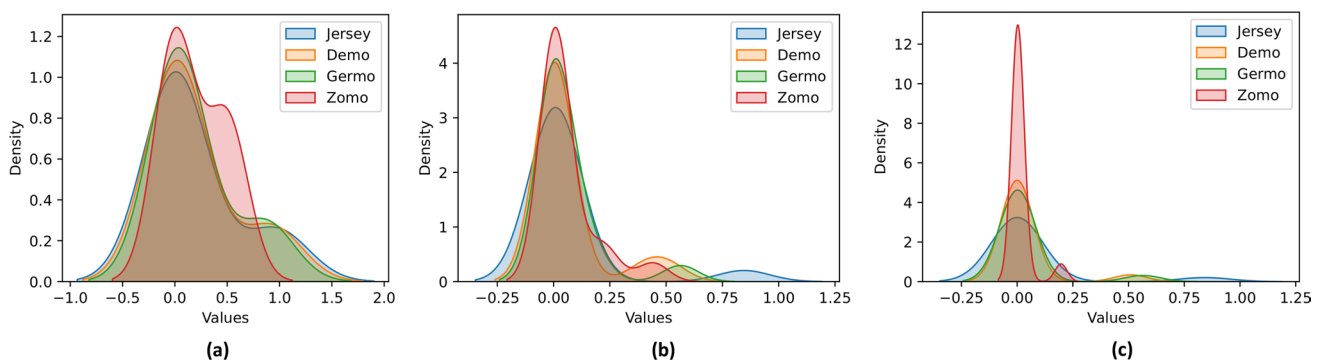 Density
1.2
1.0
0.8
0.6
0.4
0.2
0.0
−1.0 −0.5 0.0 0.5 1.0 1.5 2.0
Values
Jersey
Demo
Germo
Zomo
(a)
Density
4
3
2
1
0
−0.25 0.00 0.25 0.50 0.75 1.00 1.25
Values
Jersey
Demo
Germo
Zomo
(b)
Density
12
10
8
6
4
2
0
−0.25 0.00 0.25 0.50 0.75 1.00 1.25
Values
Jersey
Demo
Germo
Zomo
(c)